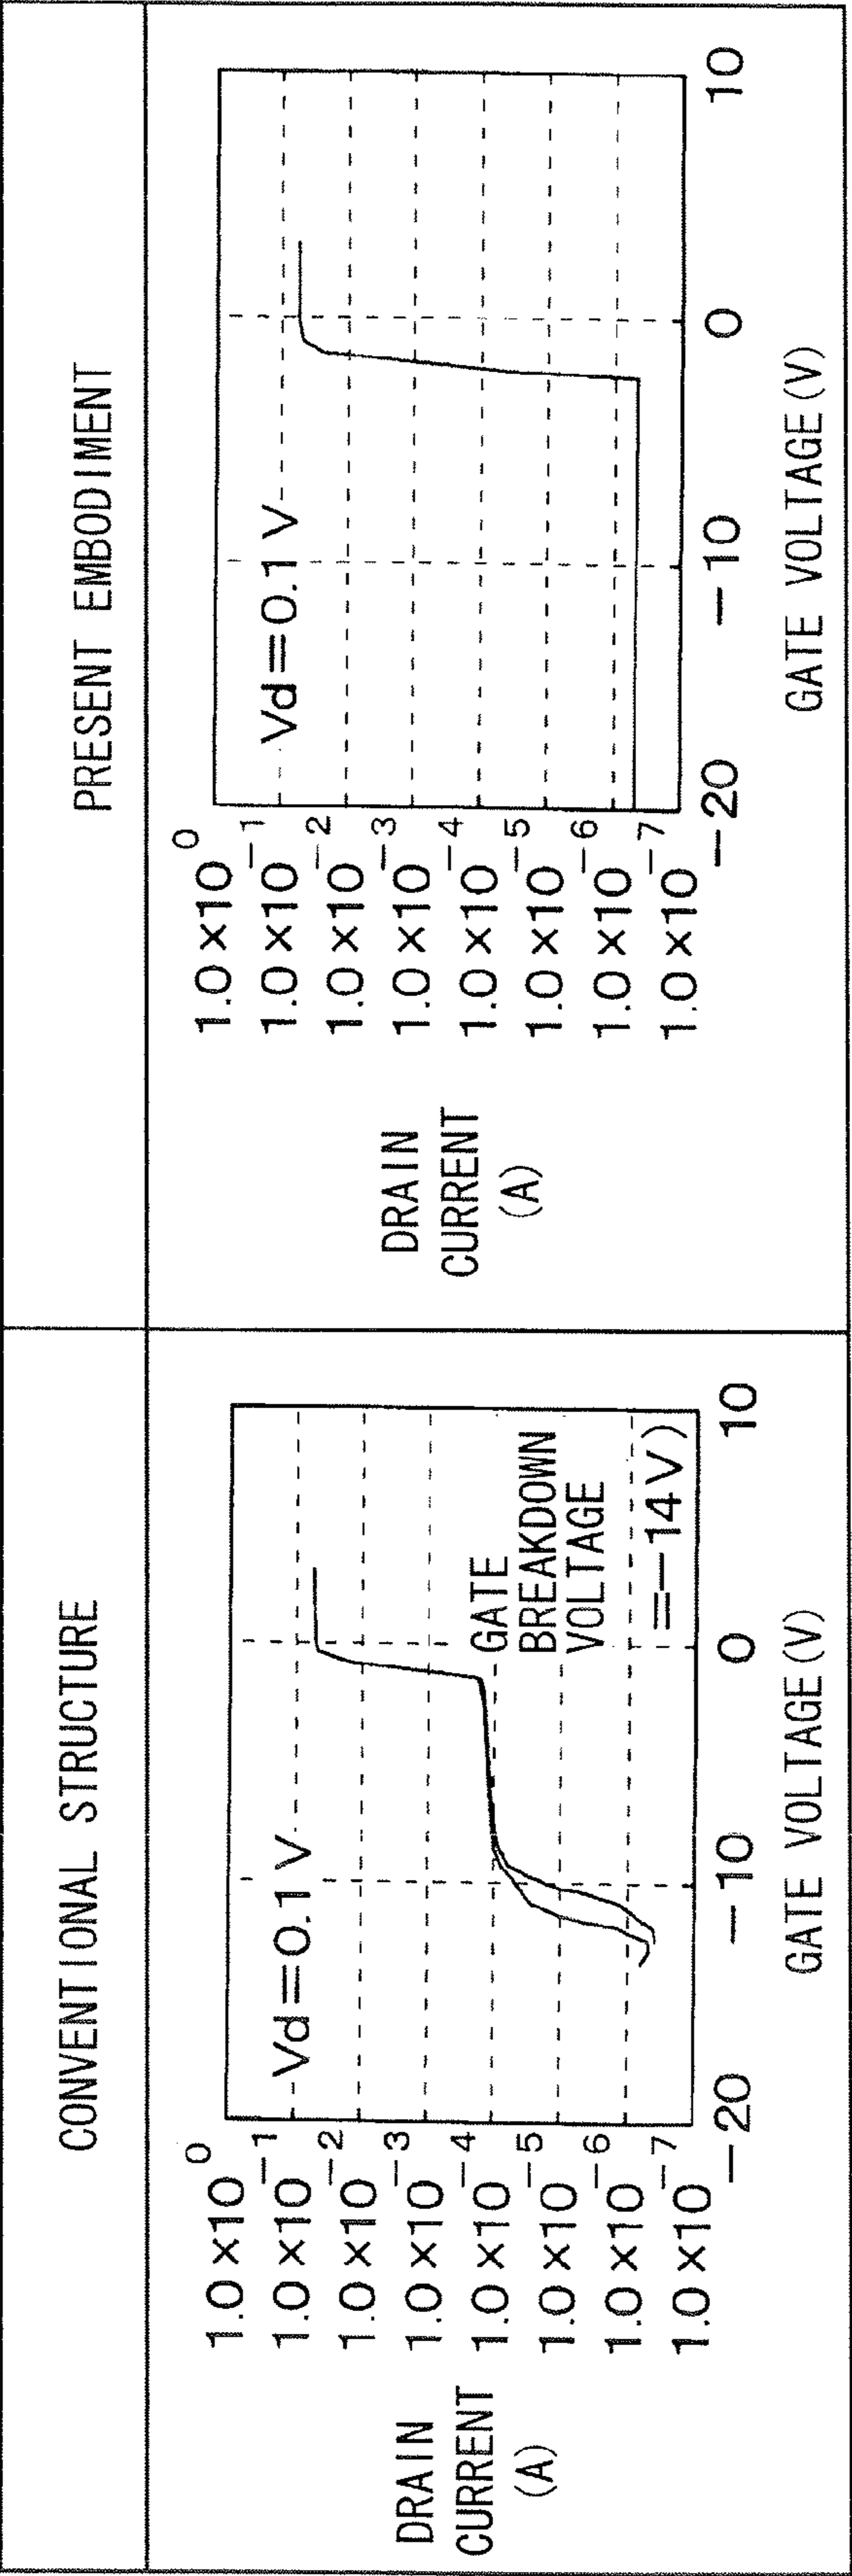 CONVENTIONAL STRUCTURE
DRAIN
CURRENT
(A)
1.0×10⁰
1.0×10⁻¹
1.0×10⁻²
1.0×10⁻³
1.0×10⁻⁴
1.0×10⁻⁵
1.0×10⁻⁶
1.0×10⁻⁷
Vd=0.1 V
GATE
BREAKDOWN
VOLTAGE
=-14V)
-20
-10
0
10
GATE VOLTAGE(V)
PRESENT EMBODIMENT
DRAIN
CURRENT
(A)
1.0×10⁰
1.0×10⁻¹
1.0×10⁻²
1.0×10⁻³
1.0×10⁻⁴
1.0×10⁻⁵
1.0×10⁻⁶
1.0×10⁻⁷
Vd=0.1 V
-20
-10
0
10
GATE VOLTAGE(V)